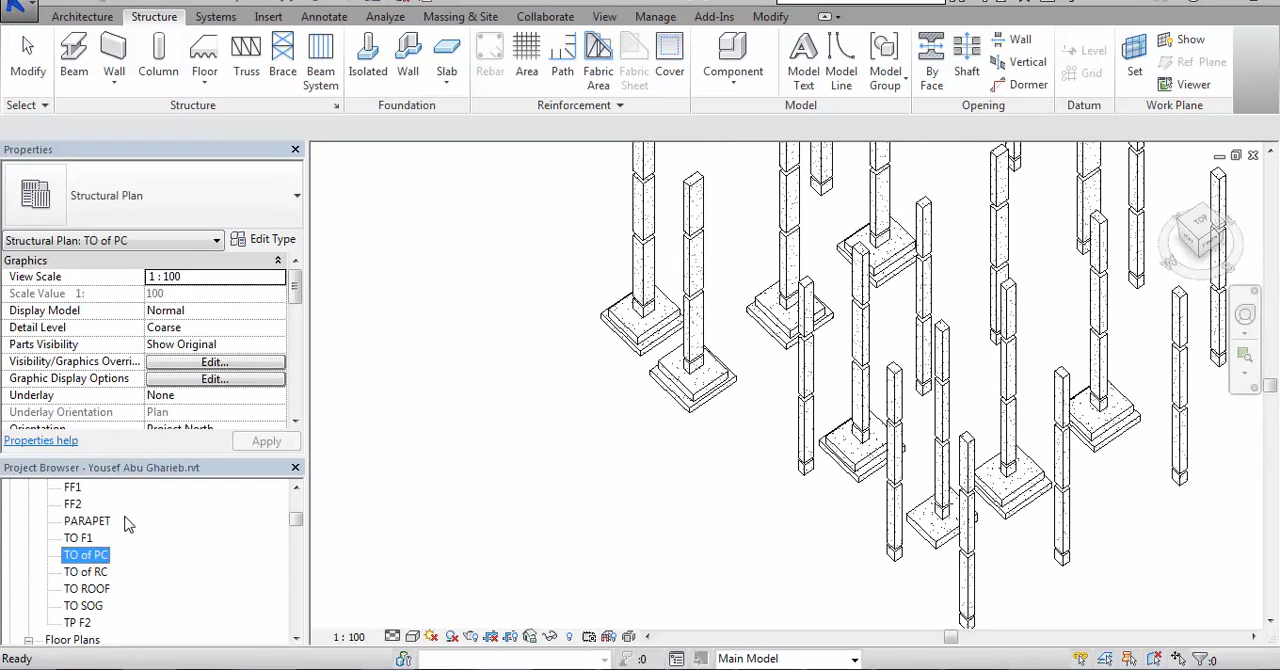 Architecture Structure Systems Insert Annotate Analyze Massing & Site Collaborate View Manage Add-Ins Modify
Modify Beam Wall Column Floor Truss Brace Beam System Isolated Wall Slab Rebar Area Path Fabric Area Fabric Sheet Cover Component Model Text Model Line Model Group By Face Shaft Wall Vertical Dormer Level Grid Set Show Ref Plane Viewer
Select Structure Foundation Reinforcement Model Opening Datum Work Plane
Properties
Structural Plan
Structural Plan: TO of PC Edit Type
Graphics
View Scale 1 : 100
Scale Value 1: 100
Display Model Normal
Detail Level Coarse
Parts Visibility Show Original
Visibility/Graphics Overri... Edit...
Graphic Display Options Edit...
Underlay None
Underlay Orientation Plan
Orientation Project North
Properties help Apply
Project Browser - Yousef Abu Gharieb.rvt
FF1
FF2
PARAPET
TO F1
TO of PC
TO of RC
TO ROOF
TO SOG
TP F2
Floor Plans
TOP
1 : 100
Ready :0 Main Model :0